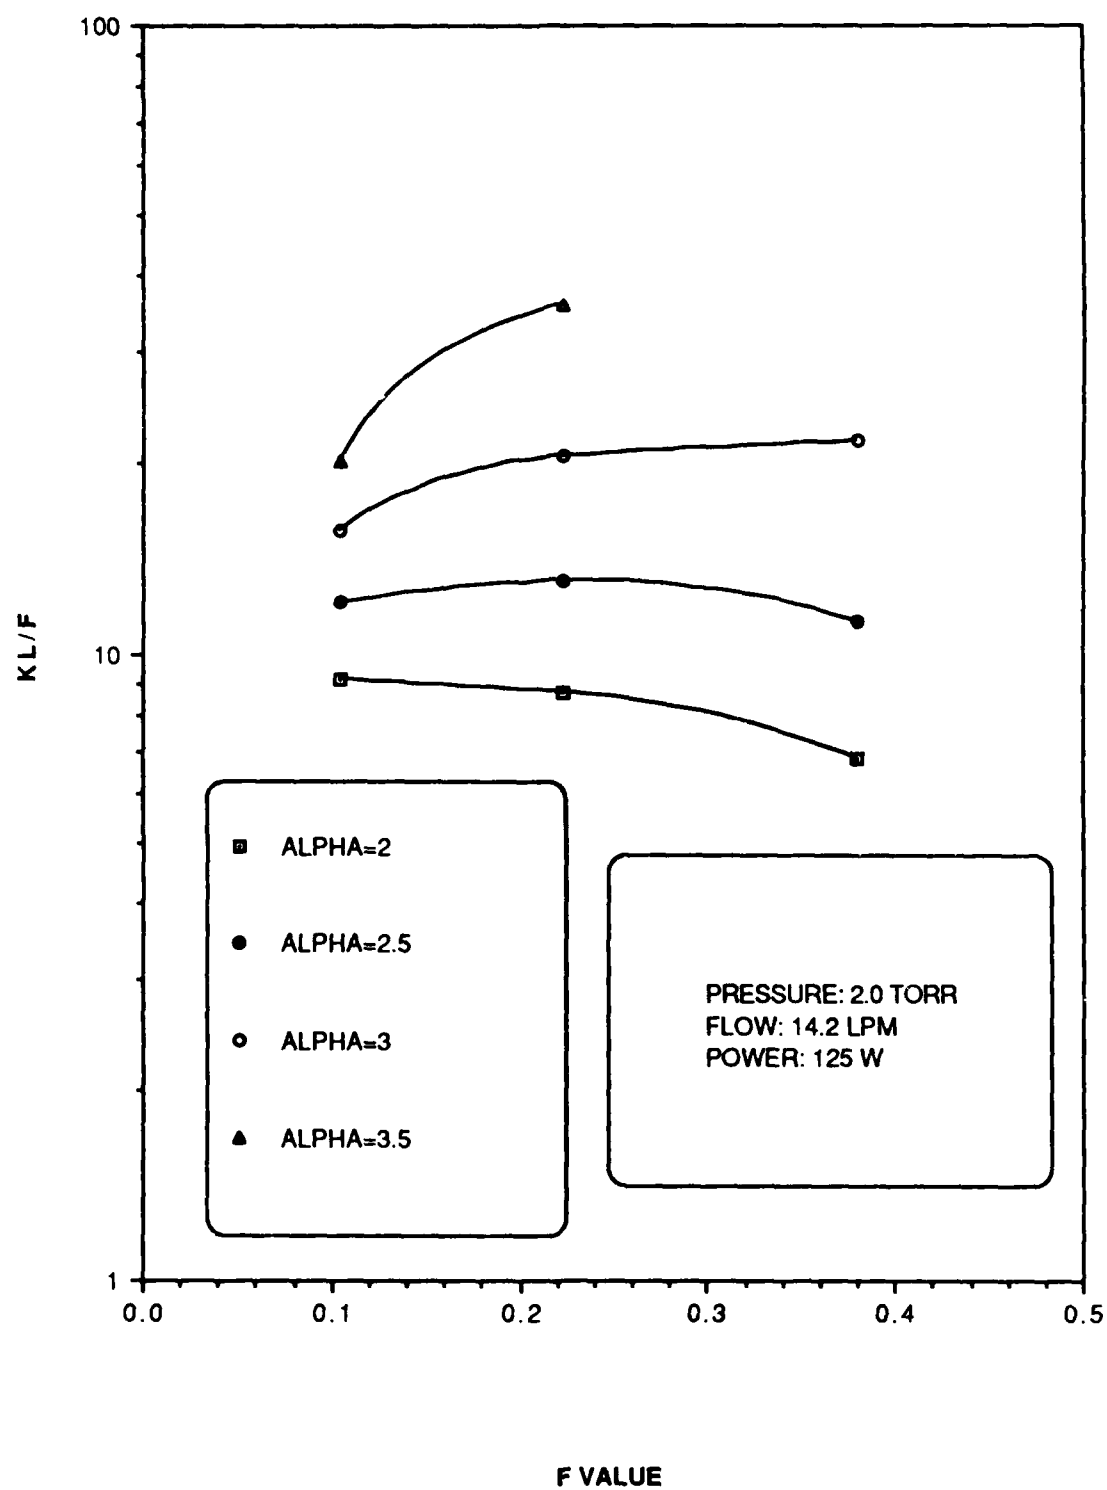 100
10
1
KL/F
ALPHA=2
ALPHA=2.5
ALPHA=3
ALPHA=3.5
PRESSURE: 2.0 TORR
FLOW: 14.2 LPM
POWER: 125 W
0.0 0.1 0.2 0.3 0.4 0.5
F VALUE